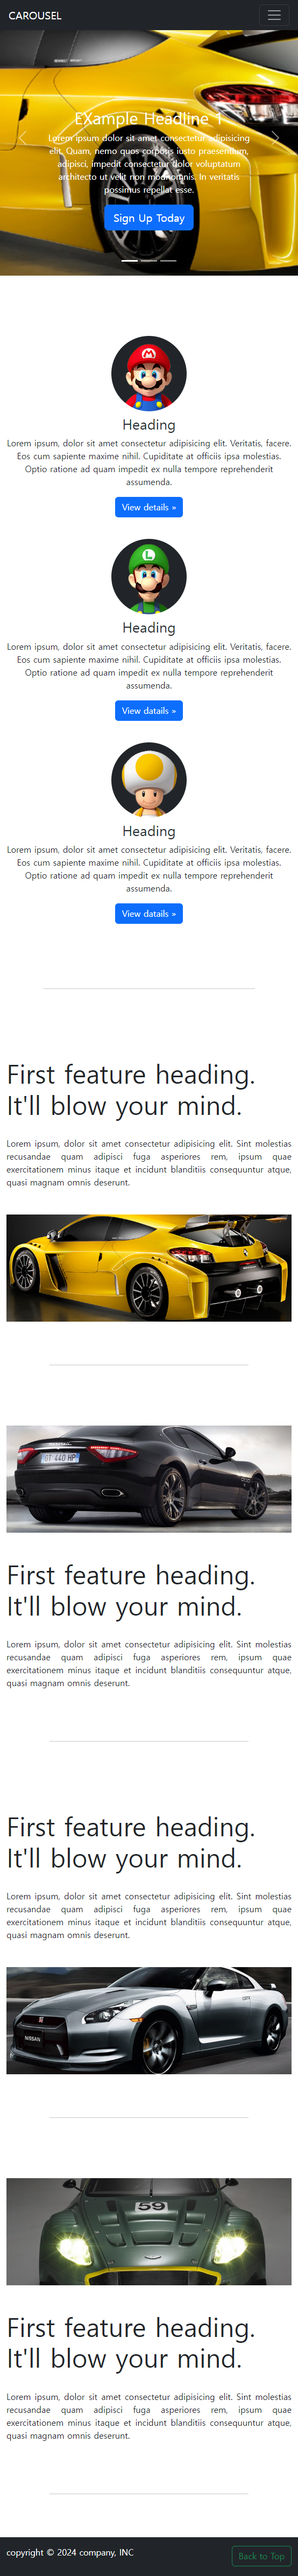 CAROUSEL
EXample Headline 1
Lorem ipsum dolor sit amet consectetur adipisicing
elit. Quam, nemo quos corporis iusto praesentium,
adipisci, impedit consectetur dolor voluptatum
architecto ut velit non modi omnis. In veritatis
possimus repellat esse.
Sign Up Today
Heading
Lorem ipsum, dolor sit amet consectetur adipisicing elit. Veritatis, facere.
Eos cum sapiente maxime nihil. Cupiditate at officiis ipsa molestias.
Optio ratione ad quam impedit ex nulla tempore reprehenderit
assumenda.
View details »
Heading
Lorem ipsum, dolor sit amet consectetur adipisicing elit. Veritatis, facere.
Eos cum sapiente maxime nihil. Cupiditate at officiis ipsa molestias.
Optio ratione ad quam impedit ex nulla tempore reprehenderit
assumenda.
View datails »
Heading
Lorem ipsum, dolor sit amet consectetur adipisicing elit. Veritatis, facere.
Eos cum sapiente maxime nihil. Cupiditate at officiis ipsa molestias.
Optio ratione ad quam impedit ex nulla tempore reprehenderit
assumenda.
View datails »
First feature heading.
It'll blow your mind.
Lorem ipsum, dolor sit amet consectetur adipisicing elit. Sint molestias
recusandae quam adipisci fuga asperiores rem, ipsum quae
exercitationem minus itaque et incidunt blanditiis consequuntur atque,
quasi magnam omnis deserunt.
First feature heading.
It'll blow your mind.
Lorem ipsum, dolor sit amet consectetur adipisicing elit. Sint molestias
recusandae quam adipisci fuga asperiores rem, ipsum quae
exercitationem minus itaque et incidunt blanditiis consequuntur atque,
quasi magnam omnis deserunt.
First feature heading.
It'll blow your mind.
Lorem ipsum, dolor sit amet consectetur adipisicing elit. Sint molestias
recusandae quam adipisci fuga asperiores rem, ipsum quae
exercitationem minus itaque et incidunt blanditiis consequuntur atque,
quasi magnam omnis deserunt.
NISSAN
59
First feature heading.
It'll blow your mind.
Lorem ipsum, dolor sit amet consectetur adipisicing elit. Sint molestias
recusandae quam adipisci fuga asperiores rem, ipsum quae
exercitationem minus itaque et incidunt blanditiis consequuntur atque,
quasi magnam omnis deserunt.
copyright © 2024 company, INC
Back to Top